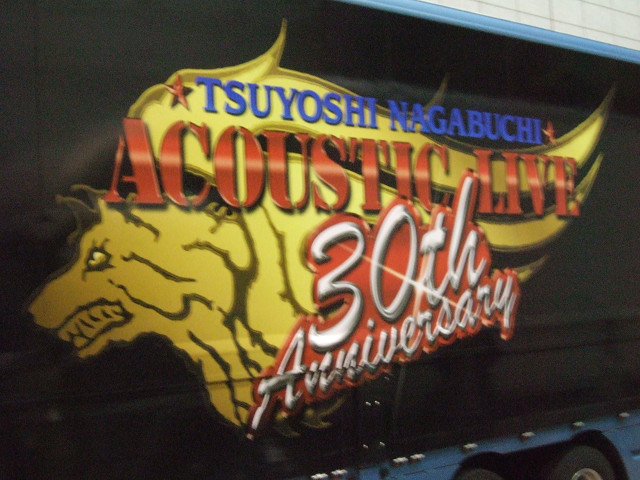 TSUYOSHI NAGABUCHI
ACOUSTIC LIVE
30th
Anniversary